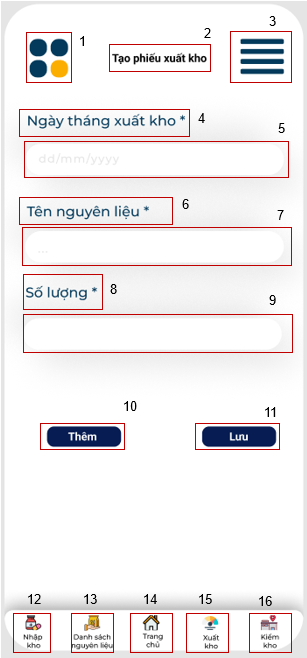 1
2
3
Tạo phiếu xuất kho
Ngày tháng xuất kho *
4
5
dd/mm/yyyy
Tên nguyên liệu *
6
7
...
Số lượng *
8
9
10
11
Thêm
Lưu
12
13
14
15
16
Nhập
kho
Danh sách
nguyên liệu
Trang
chủ
Xuất
kho
Kiểm
kho